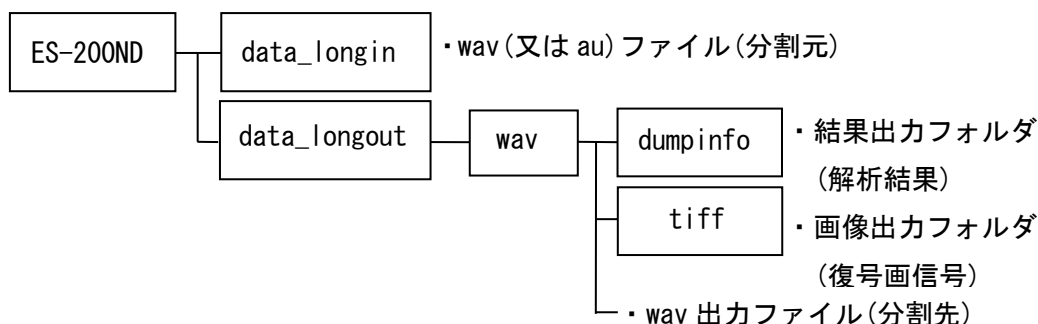 ES-200ND
data_longin
・wav(又は au)ファイル(分割元)
data_longout
wav
dumpinfo
・結果出力フォルダ
(解析結果)
tiff
・画像出力フォルダ
(復号画信号)
・wav 出力ファイル(分割先)